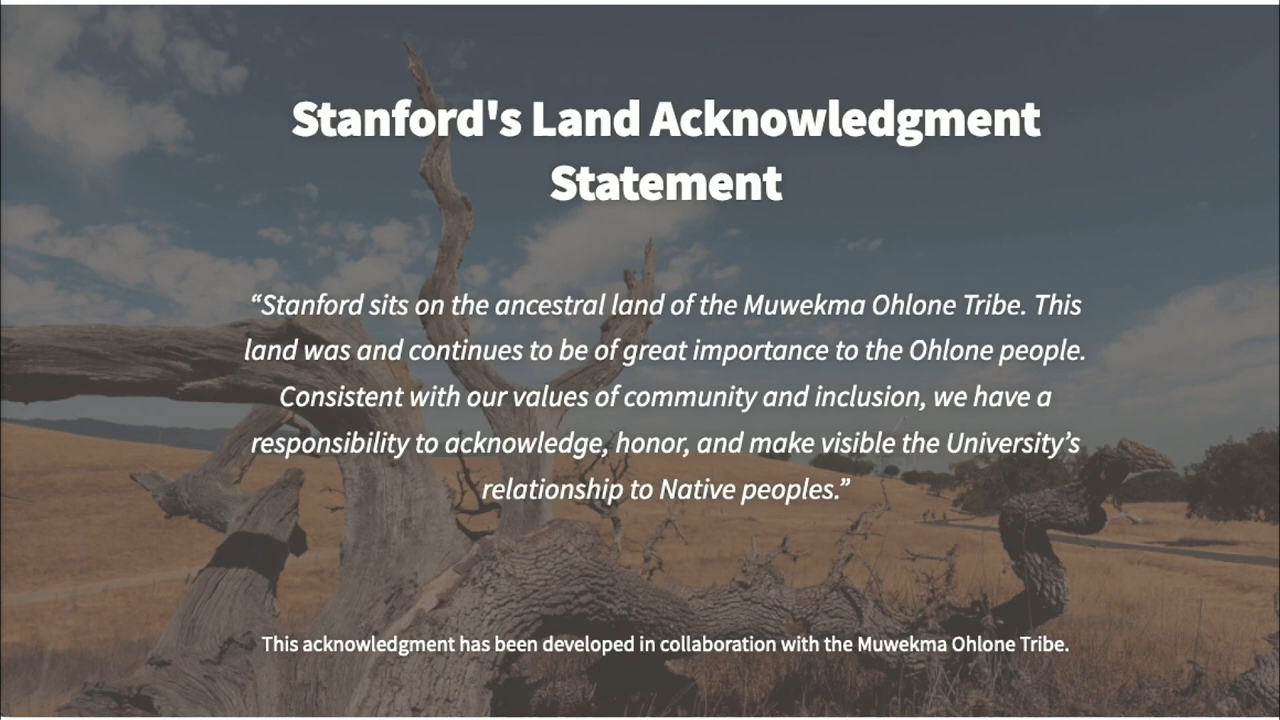 Stanford's Land Acknowledgment
Statement
“Stanford sits on the ancestral land of the Muwekma Ohlone Tribe. This
land was and continues to be of great importance to the Ohlone people.
Consistent with our values of community and inclusion, we have a
responsibility to acknowledge, honor, and make visible the University’s
relationship to Native peoples.”
This acknowledgment has been developed in collaboration with the Muwekma Ohlone Tribe.